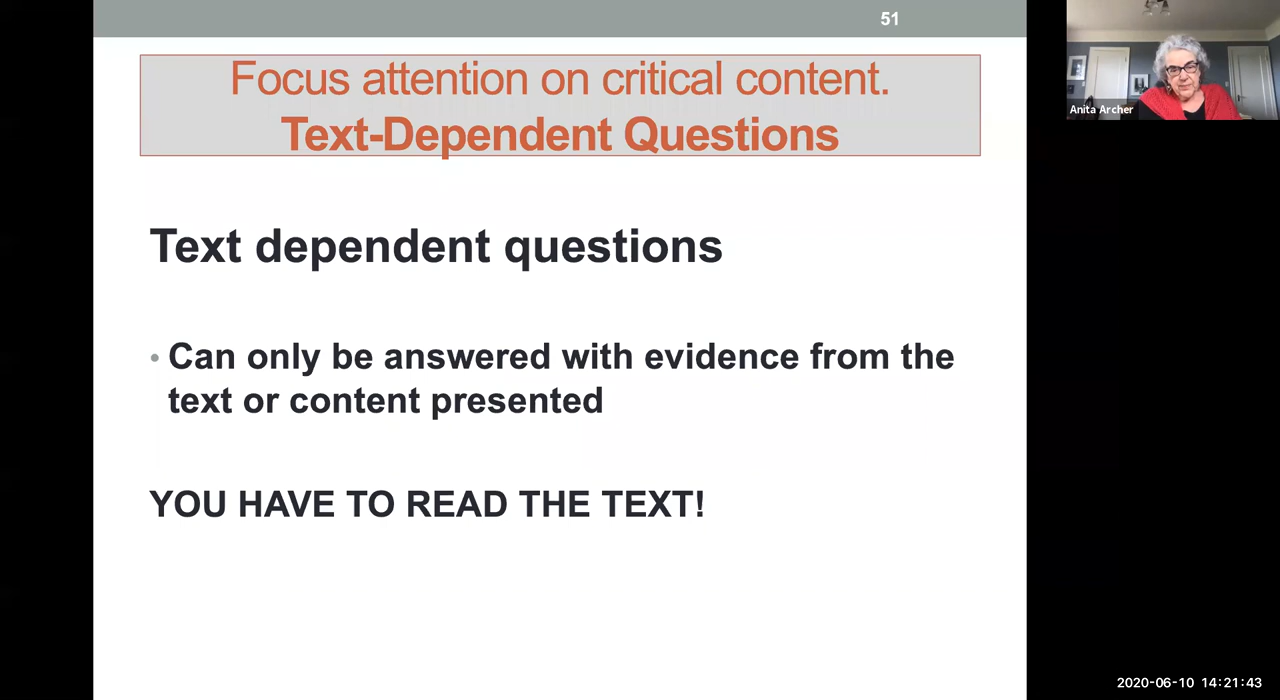 51
Focus attention on critical content.
Text-Dependent Questions
Anita Archer
Text dependent questions
• Can only be answered with evidence from the
text or content presented
YOU HAVE TO READ THE TEXT!
2020-06-10 14:21:43